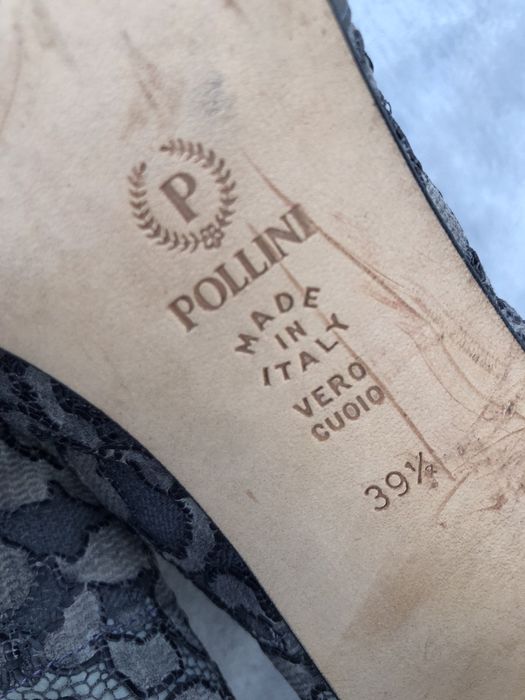 P
POLLINI
MADE
IN
ITALY
VERO
CUOIO
39½